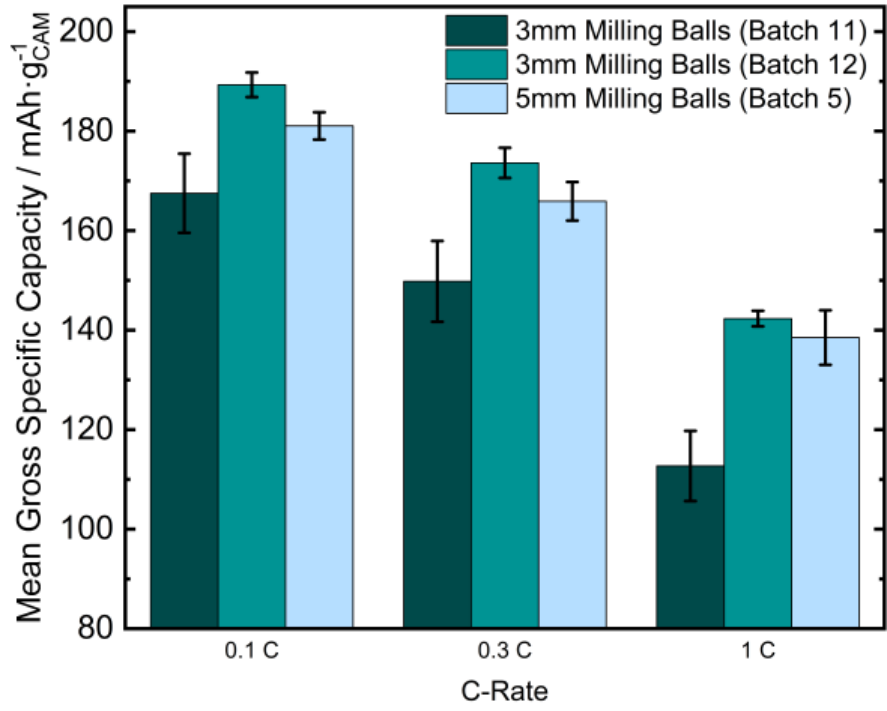 Mean Gross Specific Capacity / mAh·g⁻¹CAM
200
180
160
140
120
100
80
3mm Milling Balls (Batch 11)
3mm Milling Balls (Batch 12)
5mm Milling Balls (Batch 5)
0.1 C
0.3 C
1 C
C-Rate